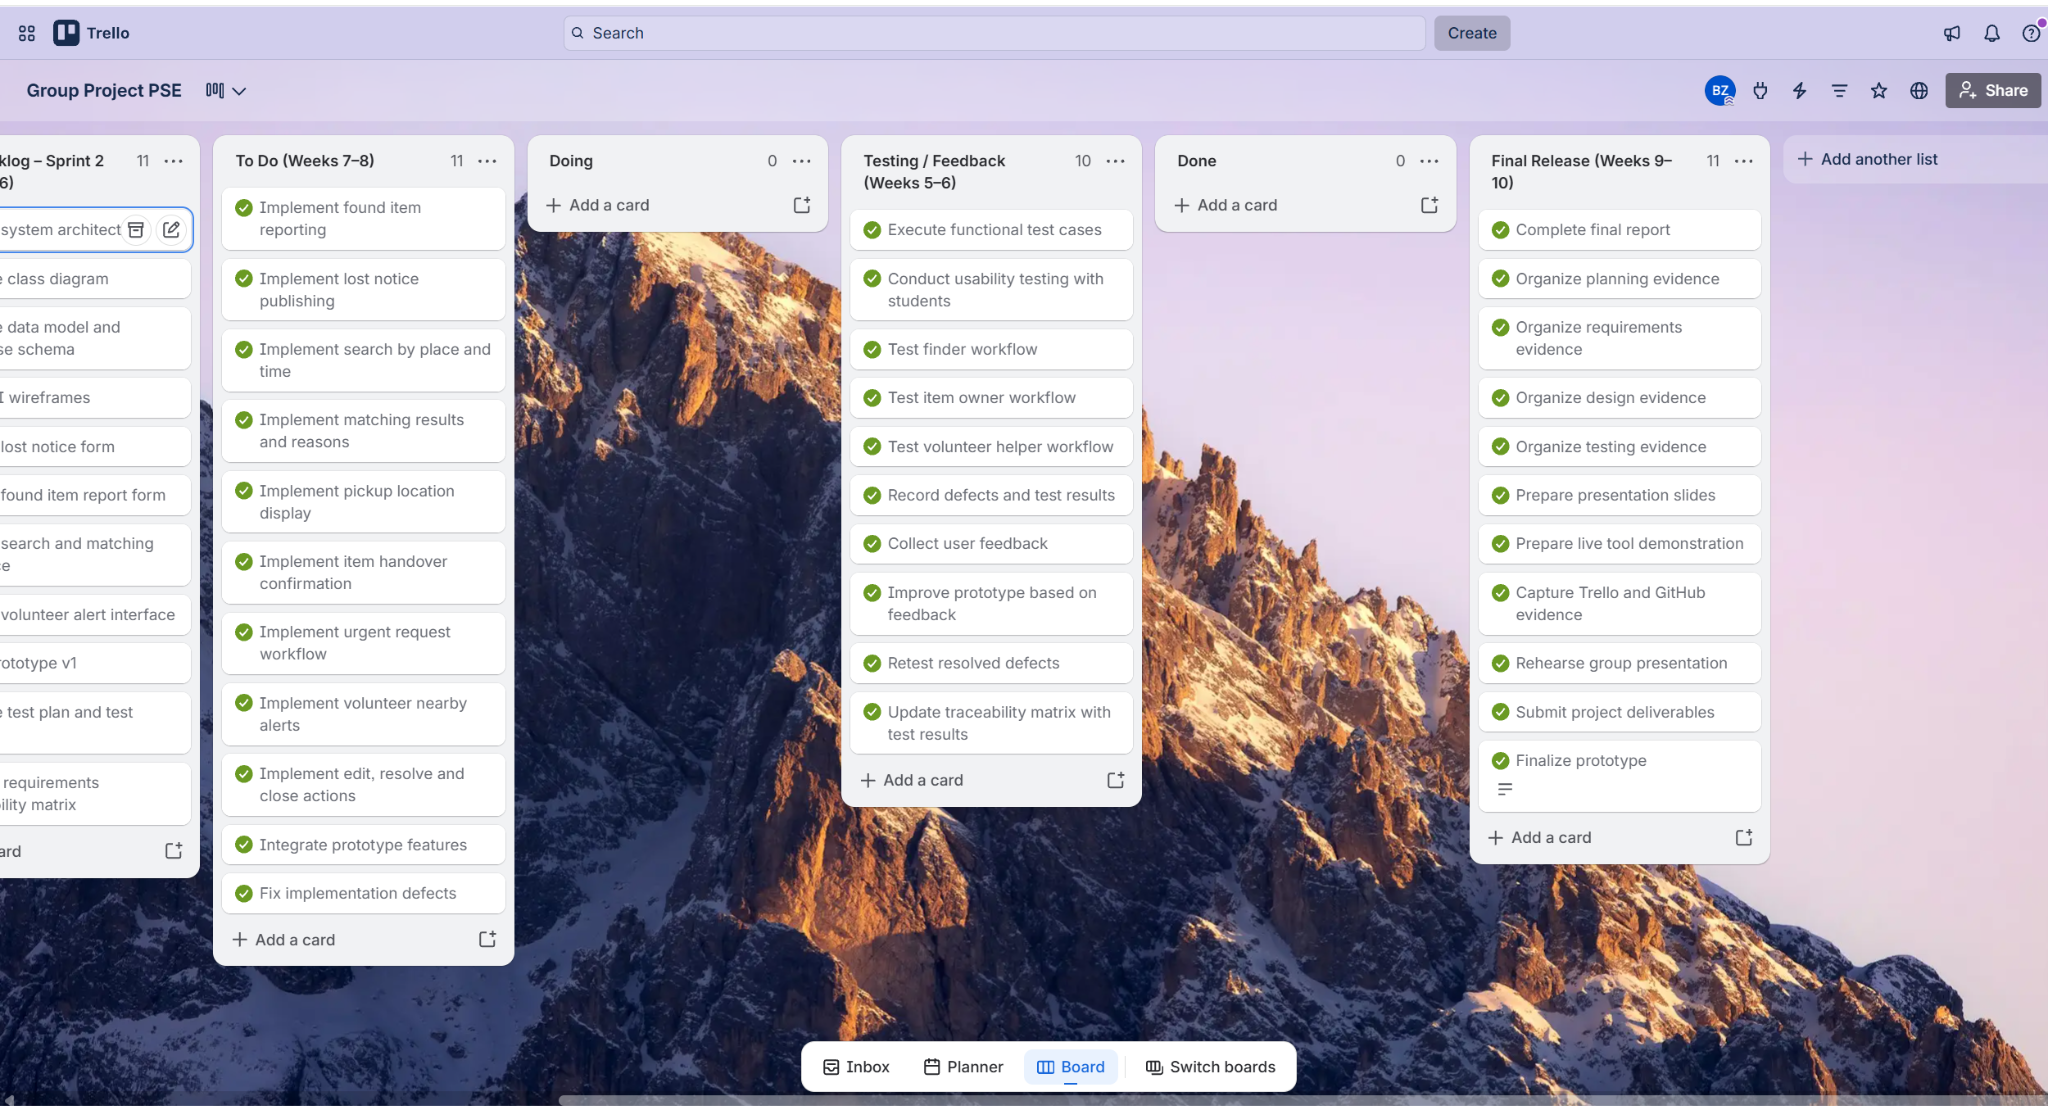 Trello
Search
Create
Group Project PSE
BZ
Share
klog – Sprint 2
6)
11
system architect
e class diagram
e data model and
se schema
I wireframes
lost notice form
found item report form
search and matching
ce
volunteer alert interface
rototype v1
e test plan and test
requirements
bility matrix
ard
To Do (Weeks 7–8)
11
Implement found item
reporting
Implement lost notice
publishing
Implement search by place and
time
Implement matching results
and reasons
Implement pickup location
display
Implement item handover
confirmation
Implement urgent request
workflow
Implement volunteer nearby
alerts
Implement edit, resolve and
close actions
Integrate prototype features
Fix implementation defects
Add a card
Doing
0
Add a card
Testing / Feedback
(Weeks 5–6)
10
Execute functional test cases
Conduct usability testing with
students
Test finder workflow
Test item owner workflow
Test volunteer helper workflow
Record defects and test results
Collect user feedback
Improve prototype based on
feedback
Retest resolved defects
Update traceability matrix with
test results
Add a card
Done
0
Add a card
Final Release (Weeks 9–
10)
11
Complete final report
Organize planning evidence
Organize requirements
evidence
Organize design evidence
Organize testing evidence
Prepare presentation slides
Prepare live tool demonstration
Capture Trello and GitHub
evidence
Rehearse group presentation
Submit project deliverables
Finalize prototype
Add a card
Add another list
Inbox
Planner
Board
Switch boards